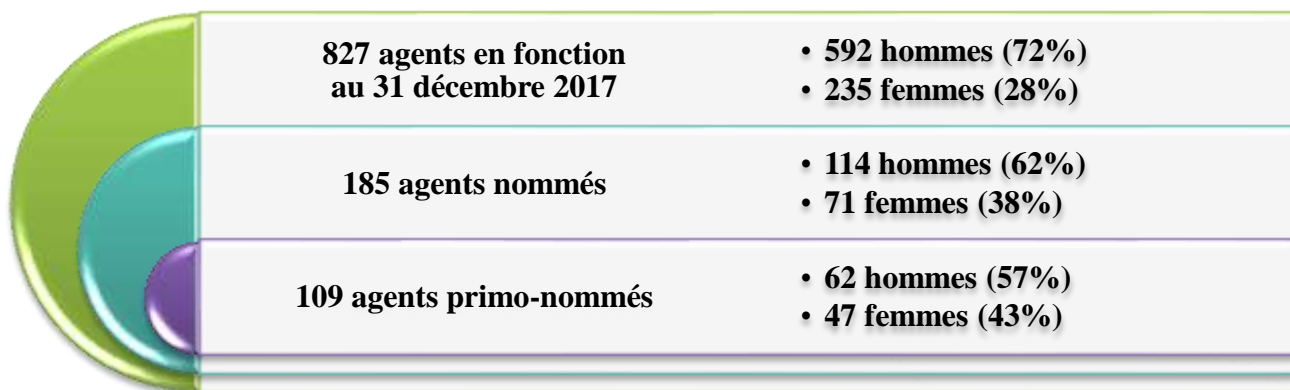 827 agents en fonction
au 31 décembre 2017
• 592 hommes (72%)
• 235 femmes (28%)
185 agents nommés
• 114 hommes (62%)
• 71 femmes (38%)
109 agents primo-nommés
• 62 hommes (57%)
• 47 femmes (43%)